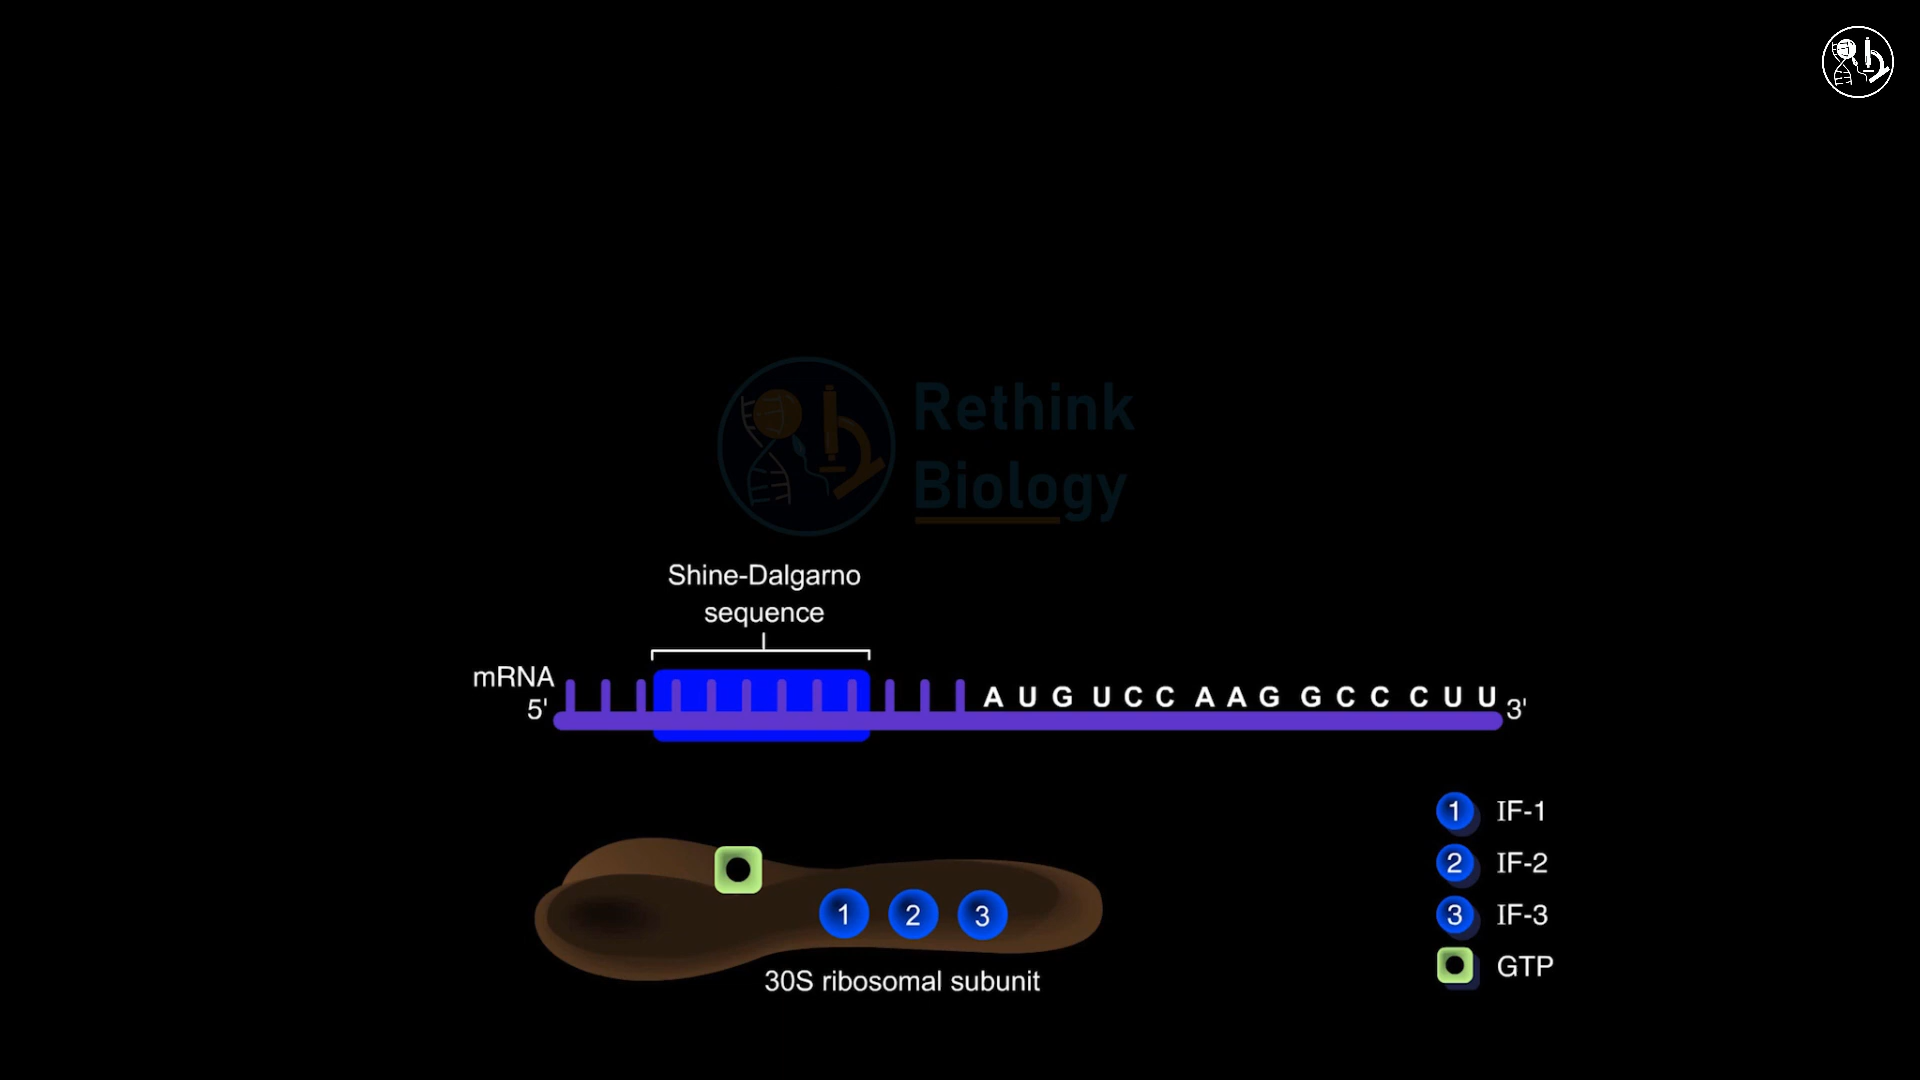 Rethink
Biology
Shine-Dalgarno
sequence
mRNA
5'
A U G U C C A A G G C C C U U
3'
1 IF-1
2 IF-2
3 IF-3
GTP
1 2 3
30S ribosomal subunit